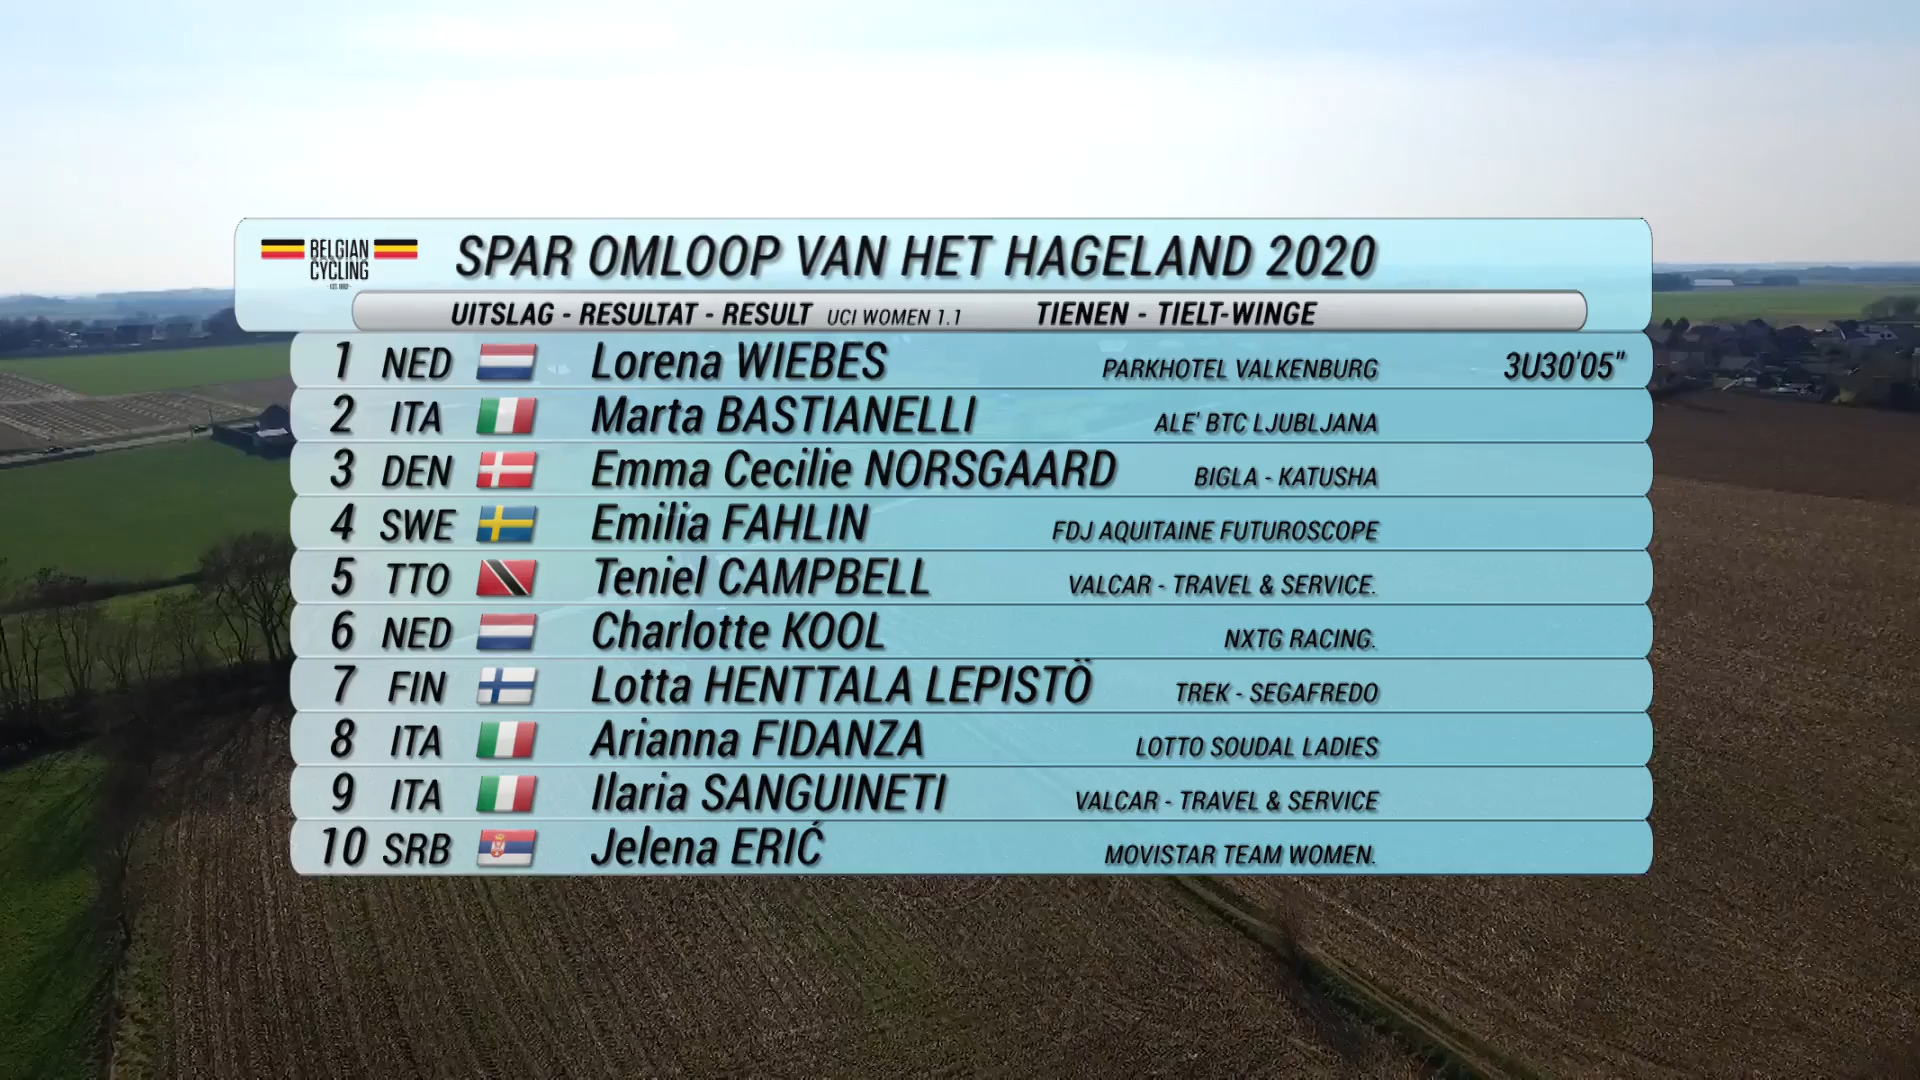 BELGIAN
CYCLING
SPAR OMLOOP VAN HET HAGELAND 2020
UITSLAG - RESULTAT - RESULT UCI WOMEN 1.1 TIENEN - TIELT-WINGE
1 NED Lorena WIEBES PARKHOTEL VALKENBURG 3U30'05"
2 ITA Marta BASTIANELLI ALE' BTC LJUBLJANA
3 DEN Emma Cecilie NORSGAARD BIGLA - KATUSHA
4 SWE Emilia FAHLIN FDJ AQUITAINE FUTUROSCOPE
5 TTO Teniel CAMPBELL VALCAR - TRAVEL & SERVICE.
6 NED Charlotte KOOL NXTG RACING.
7 FIN Lotta HENTTALA LEPISTÖ TREK - SEGAFREDO
8 ITA Arianna FIDANZA LOTTO SOUDAL LADIES
9 ITA Ilaria SANGUINETI VALCAR - TRAVEL & SERVICE
10 SRB Jelena ERIĆ MOVISTAR TEAM WOMEN.